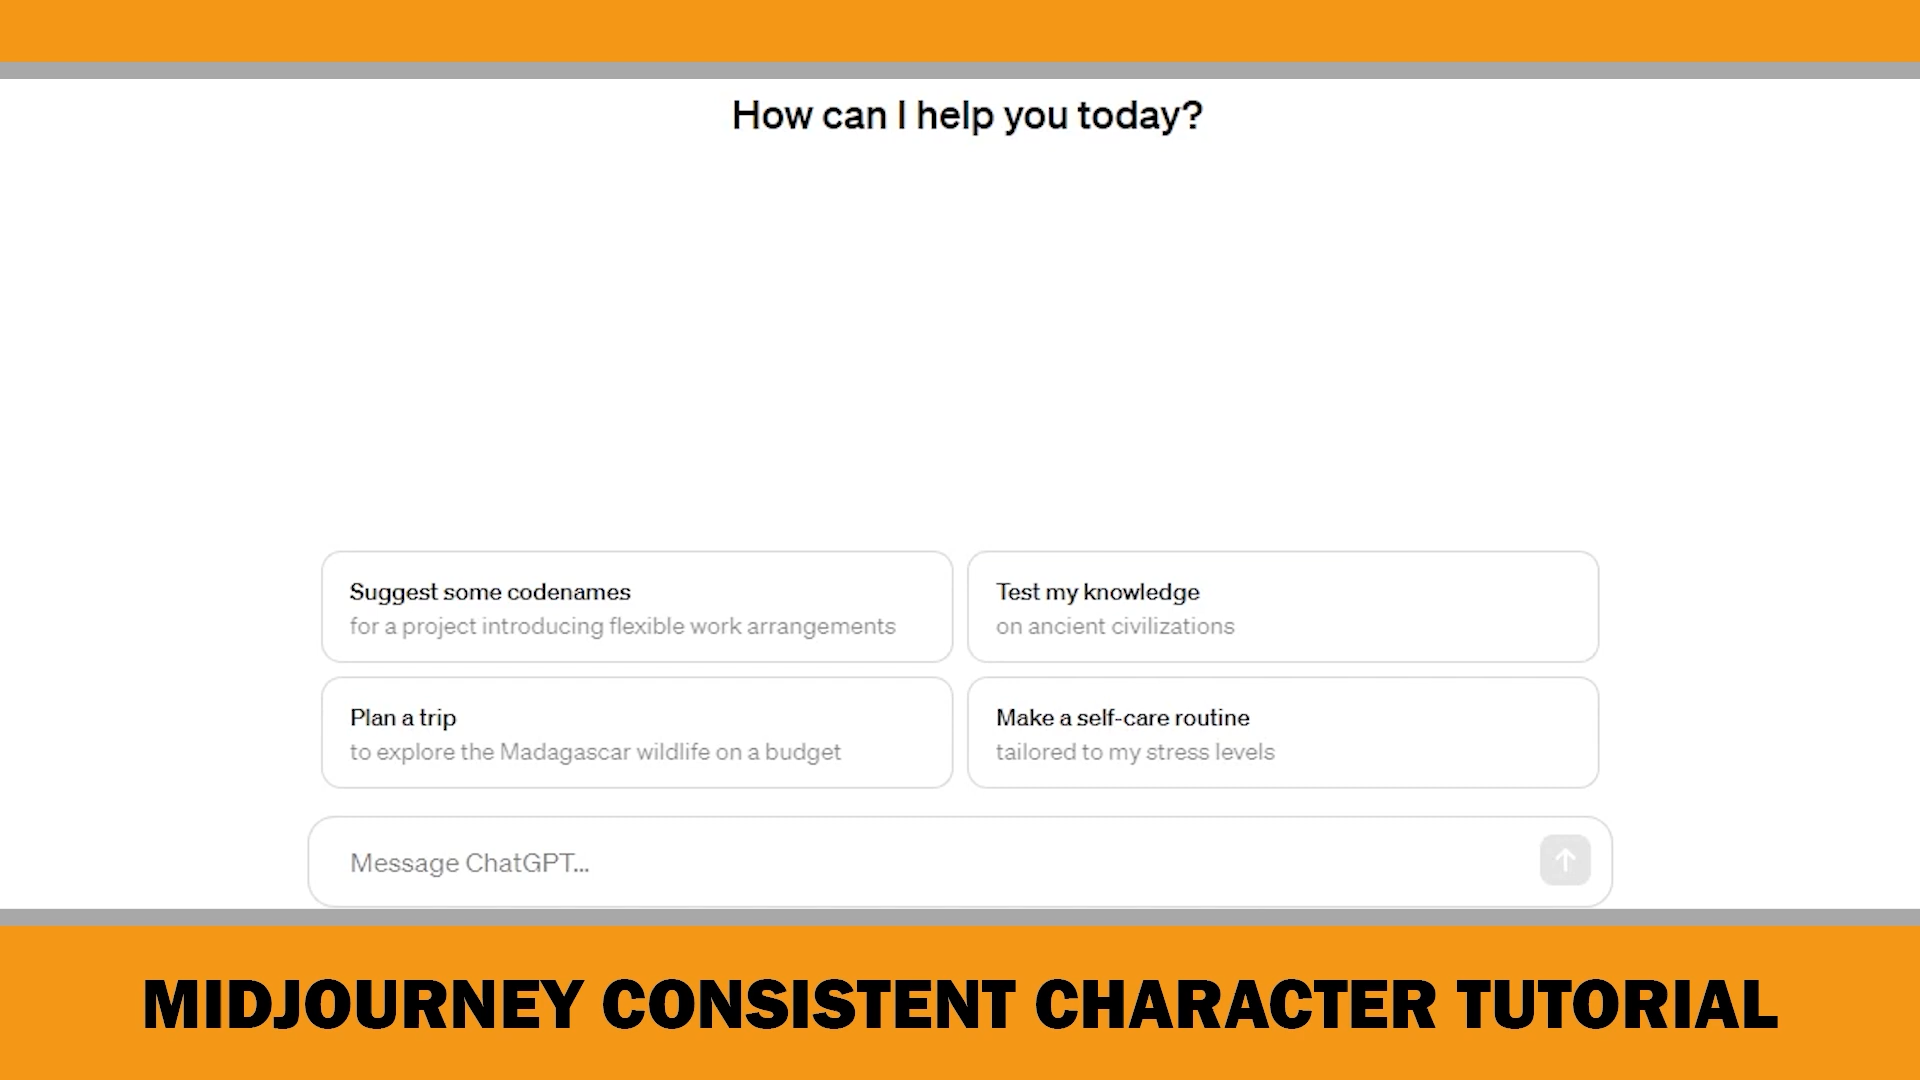 How can I help you today?
Suggest some codenames
for a project introducing flexible work arrangements
Test my knowledge
on ancient civilizations
Plan a trip
to explore the Madagascar wildlife on a budget
Make a self-care routine
tailored to my stress levels
Message ChatGPT...
MIDJOURNEY CONSISTENT CHARACTER TUTORIAL